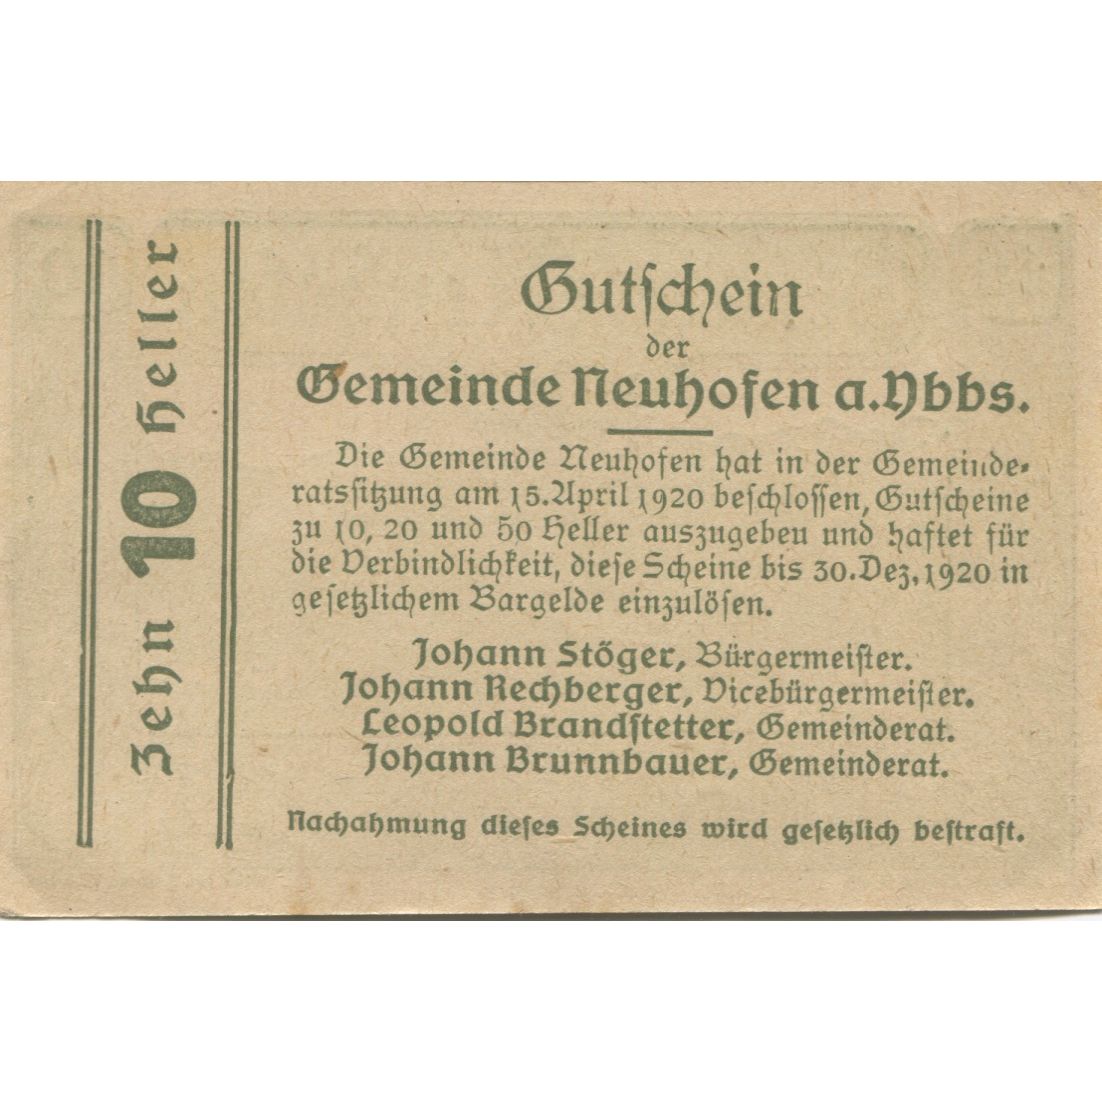 Zehn 10 Heller
Gutschein
der
Gemeinde Neuhofen a. Ybbs.
Die Gemeinde Neuhofen hat in der Gemeinde-
ratssitzung am 15. April 1920 beschlossen, Gutscheine
zu 10, 20 und 50 Heller auszugeben und haftet für
die Verbindlichkeit, diese Scheine bis 30. Dez. 1920 in
gesetzlichem Bargelde einzulösen.
Johann Stöger, Bürgermeister.
Johann Rechberger, Vicebürgermeister.
Leopold Brandstetter, Gemeinderat.
Johann Brunnbauer, Gemeinderat.
Nachahmung dieses Scheines wird gesetzlich bestraft.